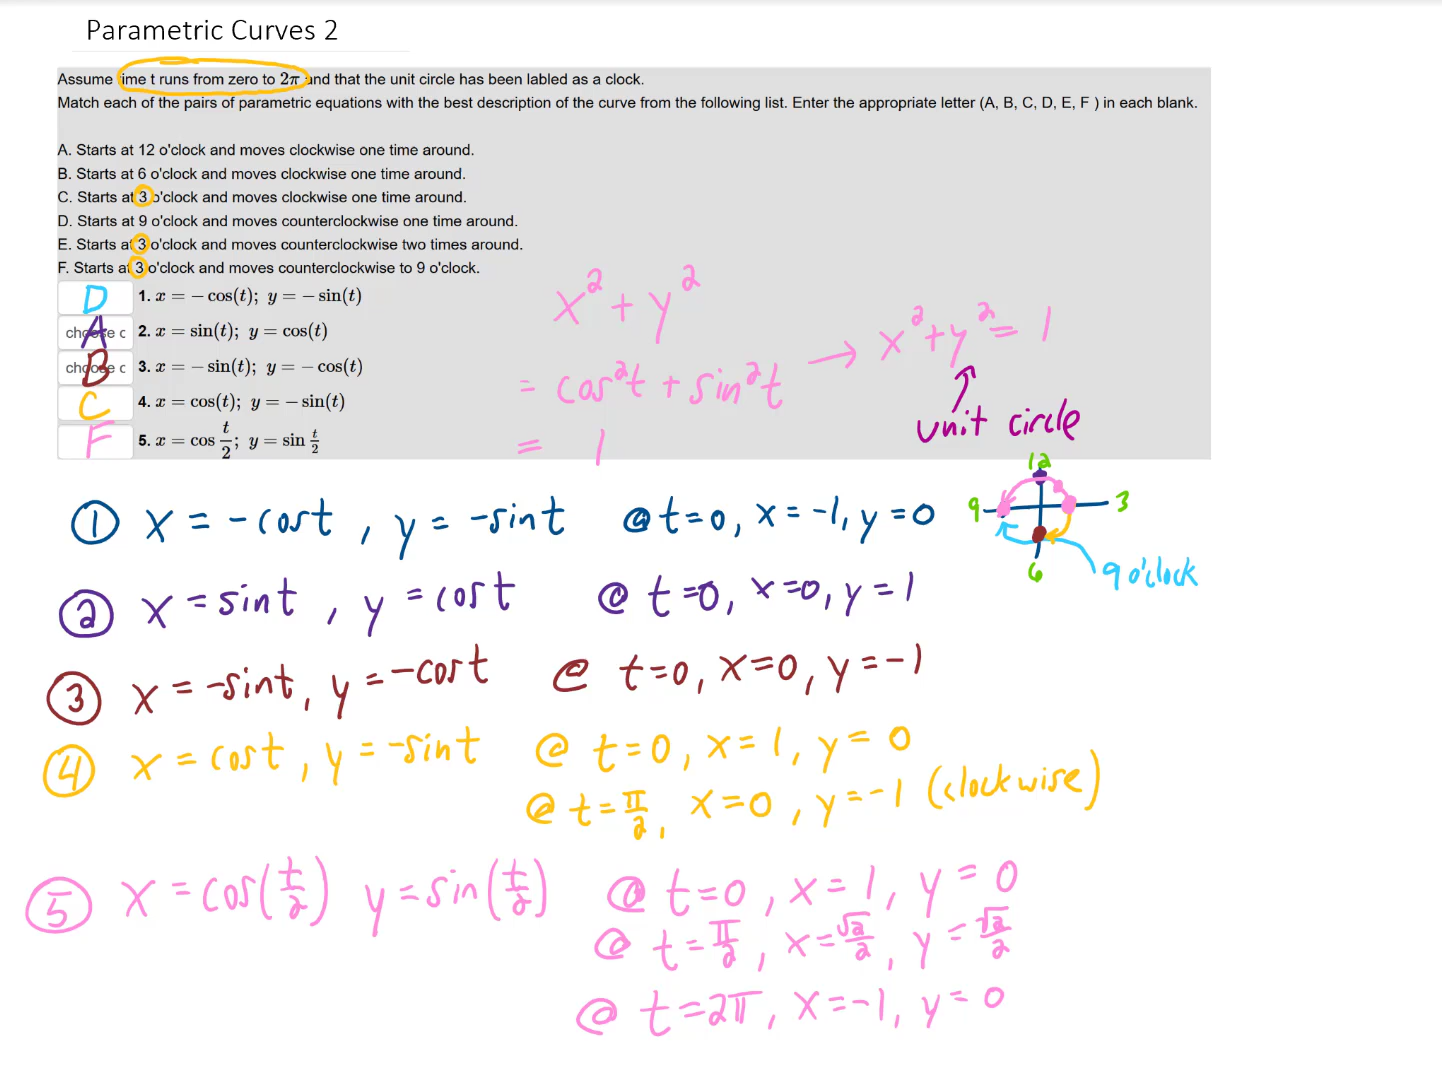 Parametric Curves 2
Assume time t runs from zero to 2π and that the unit circle has been labled as a clock.
Match each of the pairs of parametric equations with the best description of the curve from the following list. Enter the appropriate letter (A, B, C, D, E, F ) in each blank.
A. Starts at 12 o'clock and moves clockwise one time around.
B. Starts at 6 o'clock and moves clockwise one time around.
C. Starts at 3 o'clock and moves clockwise one time around.
D. Starts at 9 o'clock and moves counterclockwise one time around.
E. Starts at 3 o'clock and moves counterclockwise two times around.
F. Starts at 3 o'clock and moves counterclockwise to 9 o'clock.
D 1. x = − cos(t); y = − sin(t)
A 2. x = sin(t); y = cos(t)
B 3. x = − sin(t); y = − cos(t)
C 4. x = cos(t); y = − sin(t)
F 5. x = cos t/2; y = sin t/2
x² + y²
= cos²t + sin²t
= 1
→ x² + y² = 1
unit circle
12
9 3
6
9 o'clock
① x = -cost, y = -sint @ t=0, x=-1, y=0
② x = sint, y = cost @ t=0, x=0, y=1
③ x = -sint, y = -cost @ t=0, x=0, y=-1
④ x = cost, y = -sint @ t=0, x=1, y=0
@ t=π/2, x=0, y=-1 (clockwise)
⑤ x = cos(t/2) y = sin(t/2) @ t=0, x=1, y=0
@ t=π/2, x=√2/2, y=√2/2
@ t=2π, x=-1, y=0